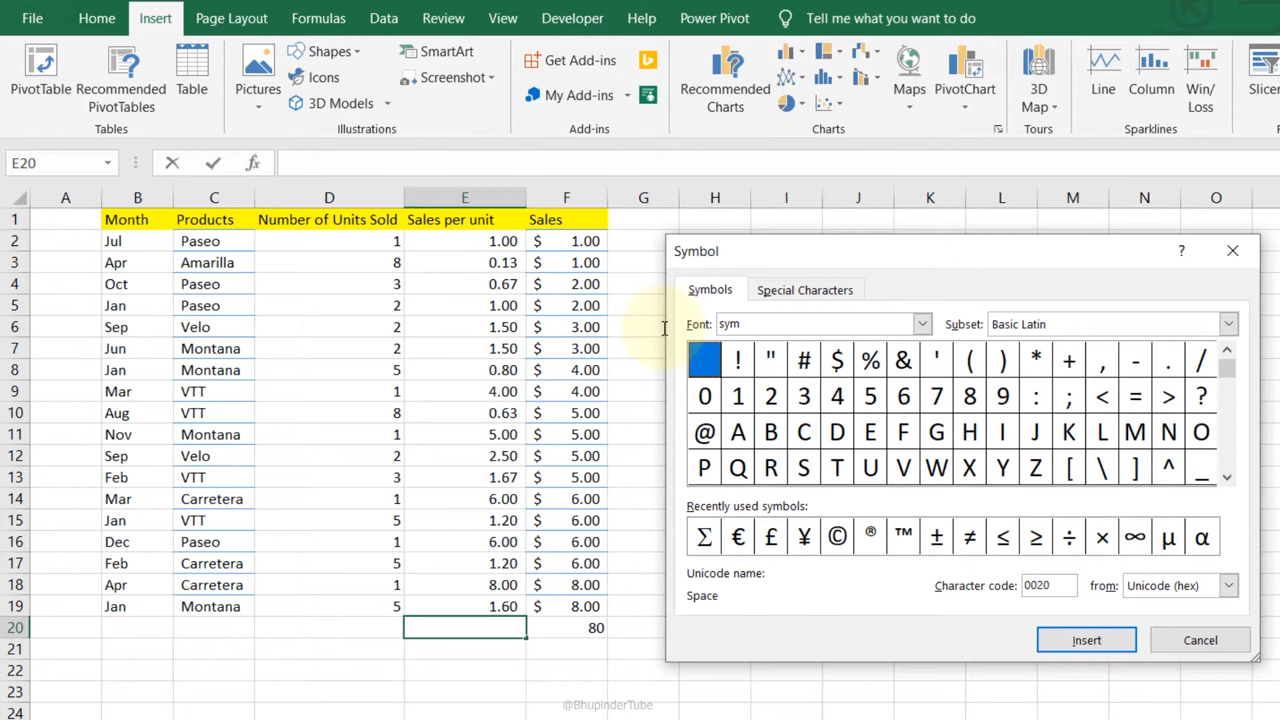 File Home Insert Page Layout Formulas Data Review View Developer Help Power Pivot Tell me what you want to do
PivotTable Recommended PivotTables Table Tables
Pictures Shapes Icons 3D Models SmartArt Screenshot Illustrations
Get Add-ins My Add-ins Add-ins
Recommended Charts Maps PivotChart Charts
3D Map Tours
Line Column Win/Loss Sparklines
E20 fx
A B C D E F G H I J K L M N O
1 Month Products Number of Units Sold Sales per unit Sales
2 Jul Paseo 1 1.00 $ 1.00
3 Apr Amarilla 8 0.13 $ 1.00
4 Oct Paseo 3 0.67 $ 2.00
5 Jan Paseo 2 1.00 $ 2.00
6 Sep Velo 2 1.50 $ 3.00
7 Jun Montana 2 1.50 $ 3.00
8 Jan Montana 5 0.80 $ 4.00
9 Mar VTT 1 4.00 $ 4.00
10 Aug VTT 8 0.63 $ 5.00
11 Nov Montana 1 5.00 $ 5.00
12 Sep Velo 2 2.50 $ 5.00
13 Feb VTT 3 1.67 $ 5.00
14 Mar Carretera 1 6.00 $ 6.00
15 Jan VTT 5 1.20 $ 6.00
16 Dec Paseo 1 6.00 $ 6.00
17 Feb Carretera 5 1.20 $ 6.00
18 Apr Carretera 1 8.00 $ 8.00
19 Jan Montana 5 1.60 $ 8.00
20 80
21
22
23
24
Symbol ?
Symbols Special Characters
Font: sym Subset: Basic Latin
! " # $ % & ' ( ) * + , - . /
0 1 2 3 4 5 6 7 8 9 : ; < = > ?
@ A B C D E F G H I J K L M N O
P Q R S T U V W X Y Z [ \ ] ^ _
Recently used symbols:
Σ € £ ¥ © ® ™ ± ≠ ≤ ≥ ÷ × ∞ µ α
Unicode name:
Space
Character code: 0020 from: Unicode (hex)
Insert Cancel
@BhupinderTube